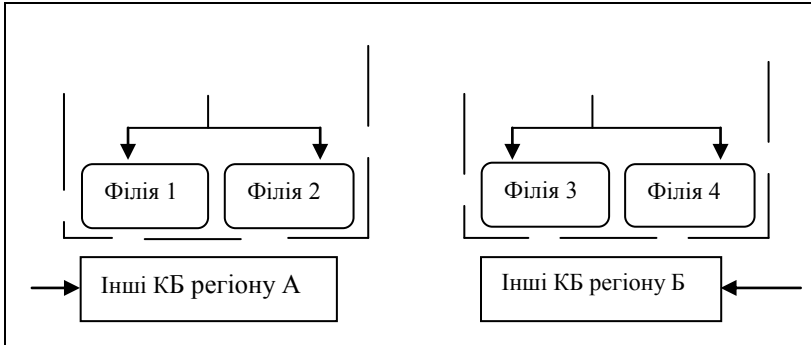 Філія 1
Філія 2
Філія 3
Філія 4
Інші КБ регіону А
Інші КБ регіону Б